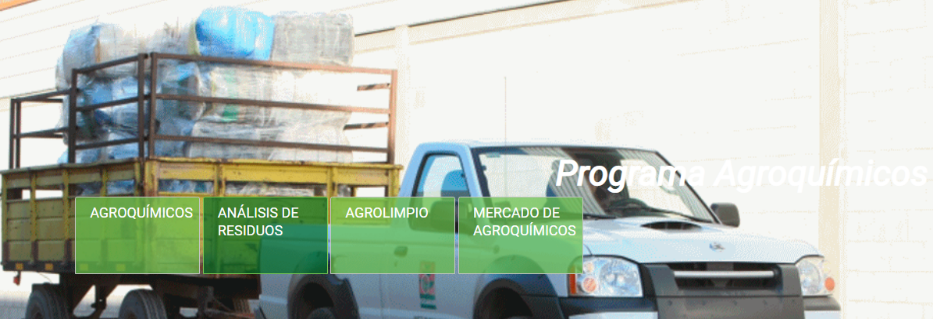 Programa Agroquímicos
AGROQUÍMICOS
ANÁLISIS DE
RESIDUOS
AGROLIMPIO
MERCADO DE
AGROQUÍMICOS